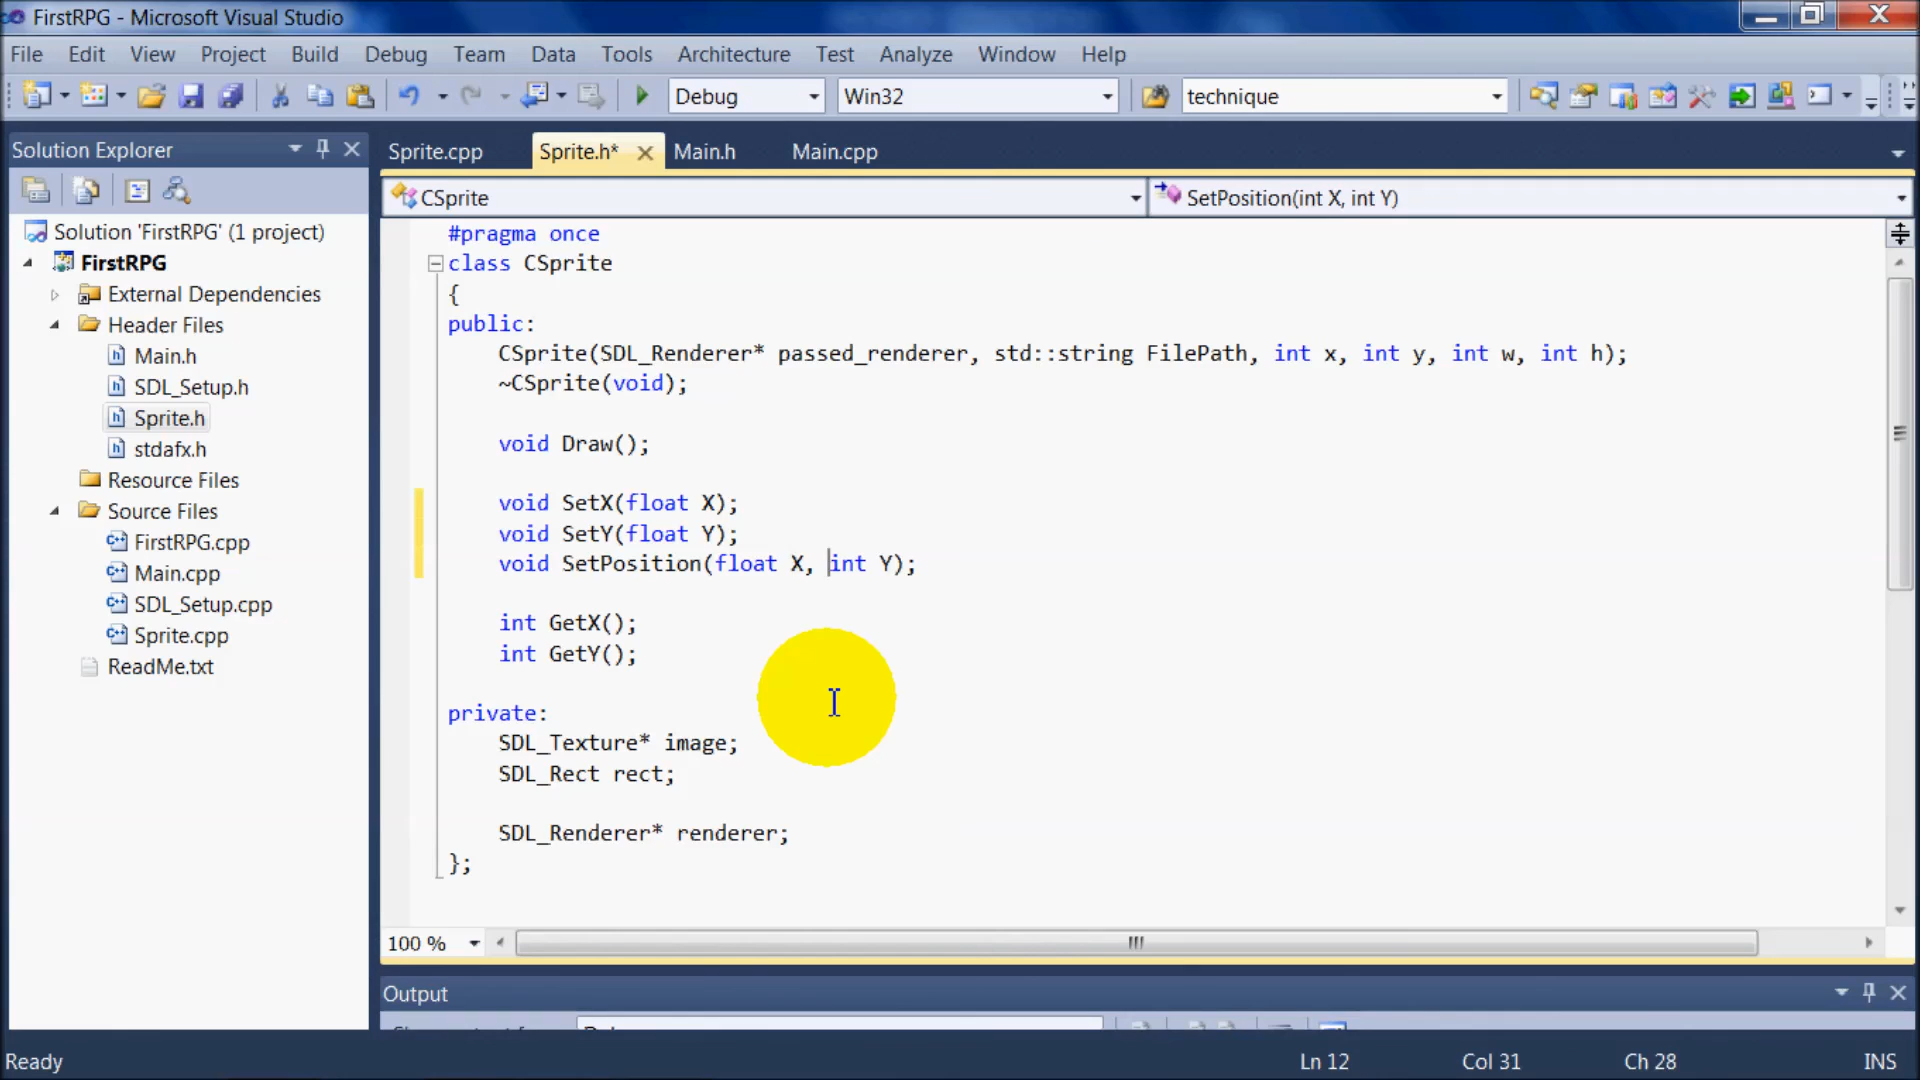 FirstRPG - Microsoft Visual Studio
File Edit View Project Build Debug Team Data Tools Architecture Test Analyze Window Help
Debug Win32 technique
Solution Explorer
Sprite.cpp Sprite.h* Main.h Main.cpp
CSprite SetPosition(int X, int Y)
Solution 'FirstRPG' (1 project)
FirstRPG
External Dependencies
Header Files
Main.h
SDL_Setup.h
Sprite.h
stdafx.h
Resource Files
Source Files
FirstRPG.cpp
Main.cpp
SDL_Setup.cpp
Sprite.cpp
ReadMe.txt
#pragma once
class CSprite
{
public:
CSprite(SDL_Renderer* passed_renderer, std::string FilePath, int x, int y, int w, int h);
~CSprite(void);
void Draw();
void SetX(float X);
void SetY(float Y);
void SetPosition(float X, int Y);
int GetX();
int GetY();
private:
SDL_Texture* image;
SDL_Rect rect;
SDL_Renderer* renderer;
};
100 %
Output
Ready Ln 12 Col 31 Ch 28 INS